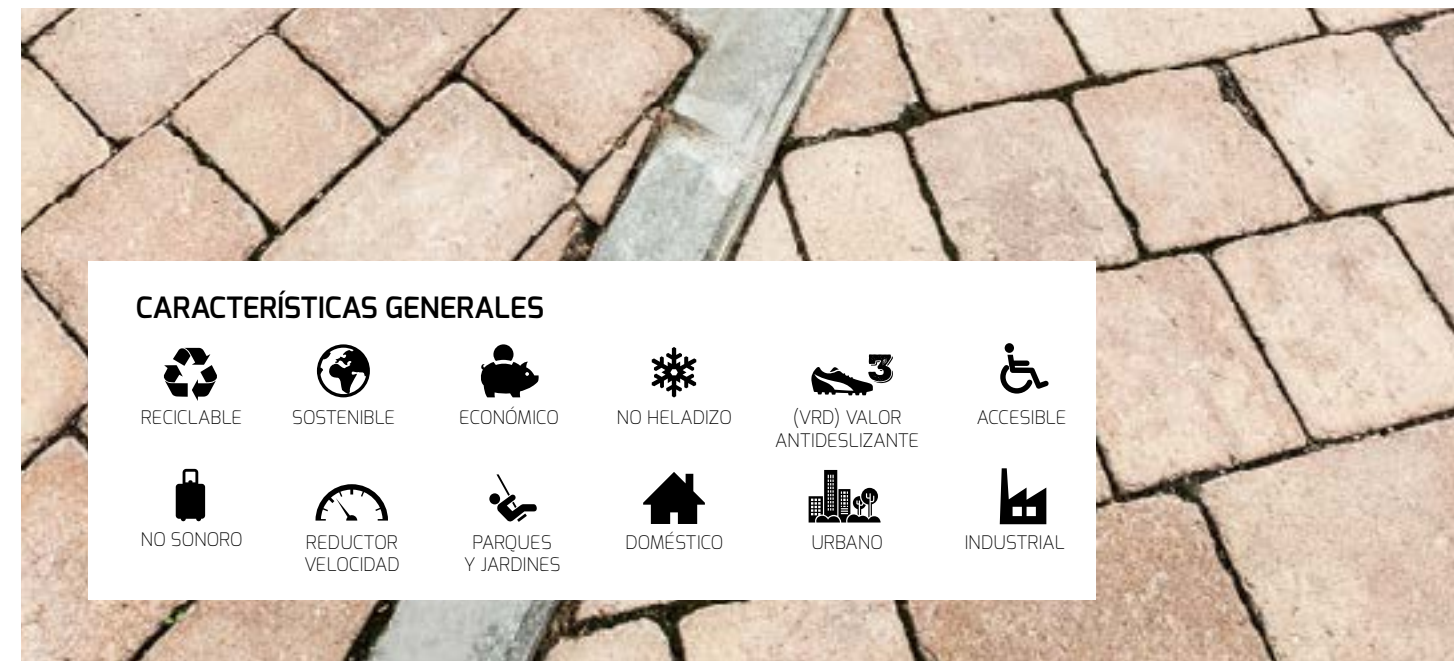 CARACTERÍSTICAS GENERALES
3
RECICLABLE
SOSTENIBLE
ECONÓMICO
NO HELADIZO
(VRD) VALOR
ANTIDESLIZANTE
ACCESIBLE
NO SONORO
REDUCTOR
VELOCIDAD
PARQUES
Y JARDINES
DOMÉSTICO
URBANO
INDUSTRIAL